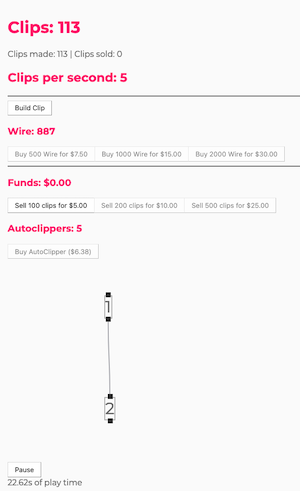 Clips: 113
Clips made: 113 | Clips sold: 0
Clips per second: 5
Build Clip
Wire: 887
Buy 500 Wire for $7.50 Buy 1000 Wire for $15.00 Buy 2000 Wire for $30.00
Funds: $0.00
Sell 100 clips for $5.00 Sell 200 clips for $10.00 Sell 500 clips for $25.00
Autoclippers: 5
Buy AutoClipper ($6.38)
1
2
Pause
22.62s of play time